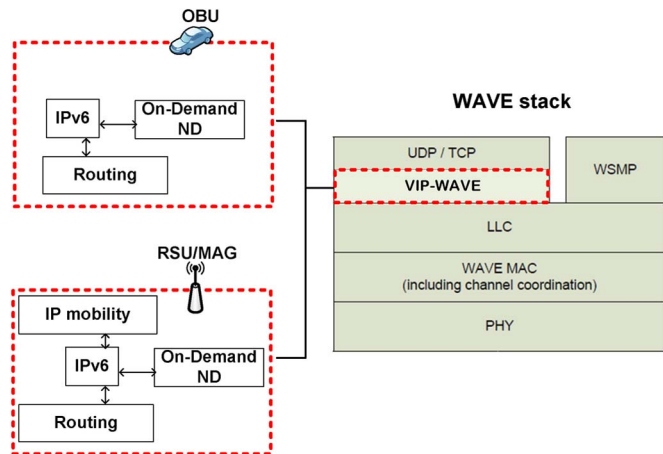 OBU
IPv6
On-Demand
ND
Routing
RSU/MAG
IP mobility
IPv6
On-Demand
ND
Routing
WAVE stack
UDP / TCP
VIP-WAVE
WSMP
LLC
WAVE MAC
(including channel coordination)
PHY